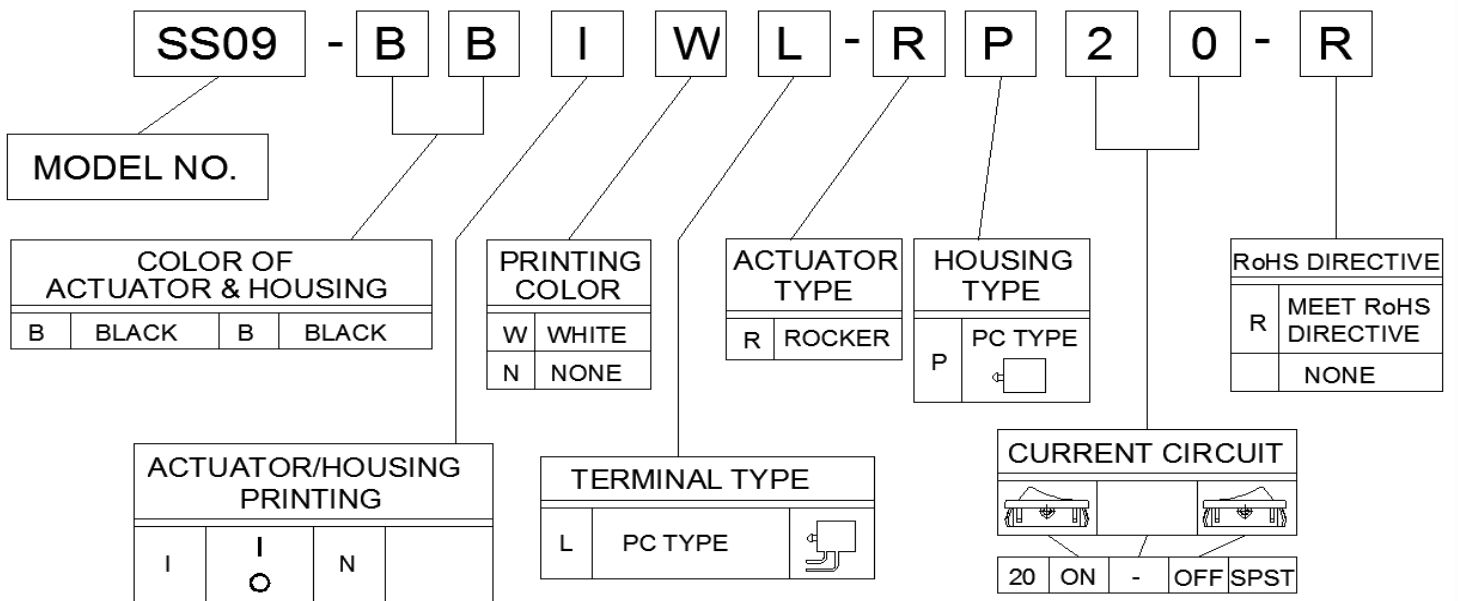 SS09 - B B I W L - R P 2 0 - R
MODEL NO.
COLOR OF
ACTUATOR & HOUSING
B BLACK B BLACK
PRINTING
COLOR
W WHITE
N NONE
ACTUATOR
TYPE
R ROCKER
HOUSING
TYPE
P PC TYPE
RoHS DIRECTIVE
R MEET RoHS
DIRECTIVE
NONE
ACTUATOR/HOUSING
PRINTING
I I O N
TERMINAL TYPE
L PC TYPE
CURRENT CIRCUIT
20 ON - OFF SPST